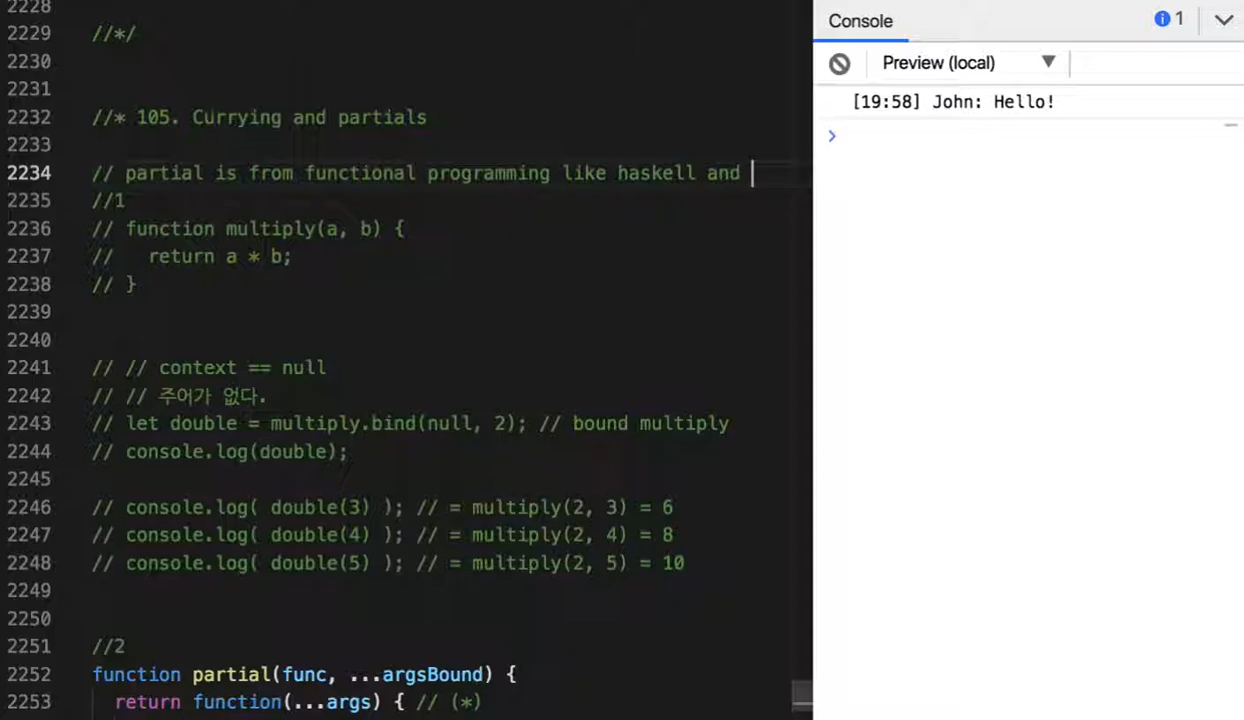 2228
2229 //*/
2230
2231
2232 //* 105. Currying and partials
2233
2234 // partial is from functional programming like haskell and
2235 //1
2236 // function multiply(a, b) {
2237 //   return a * b;
2238 // }
2239
2240
2241 // // context == null
2242 // // 주어가 없다.
2243 // let double = multiply.bind(null, 2); // bound multiply
2244 // console.log(double);
2245
2246 // console.log( double(3) ); // = multiply(2, 3) = 6
2247 // console.log( double(4) ); // = multiply(2, 4) = 8
2248 // console.log( double(5) ); // = multiply(2, 5) = 10
2249
2250
2251 //2
2252 function partial(func, ...argsBound) {
2253   return function(...args) { // (*)
Console 1
Preview (local)
[19:58] John: Hello!